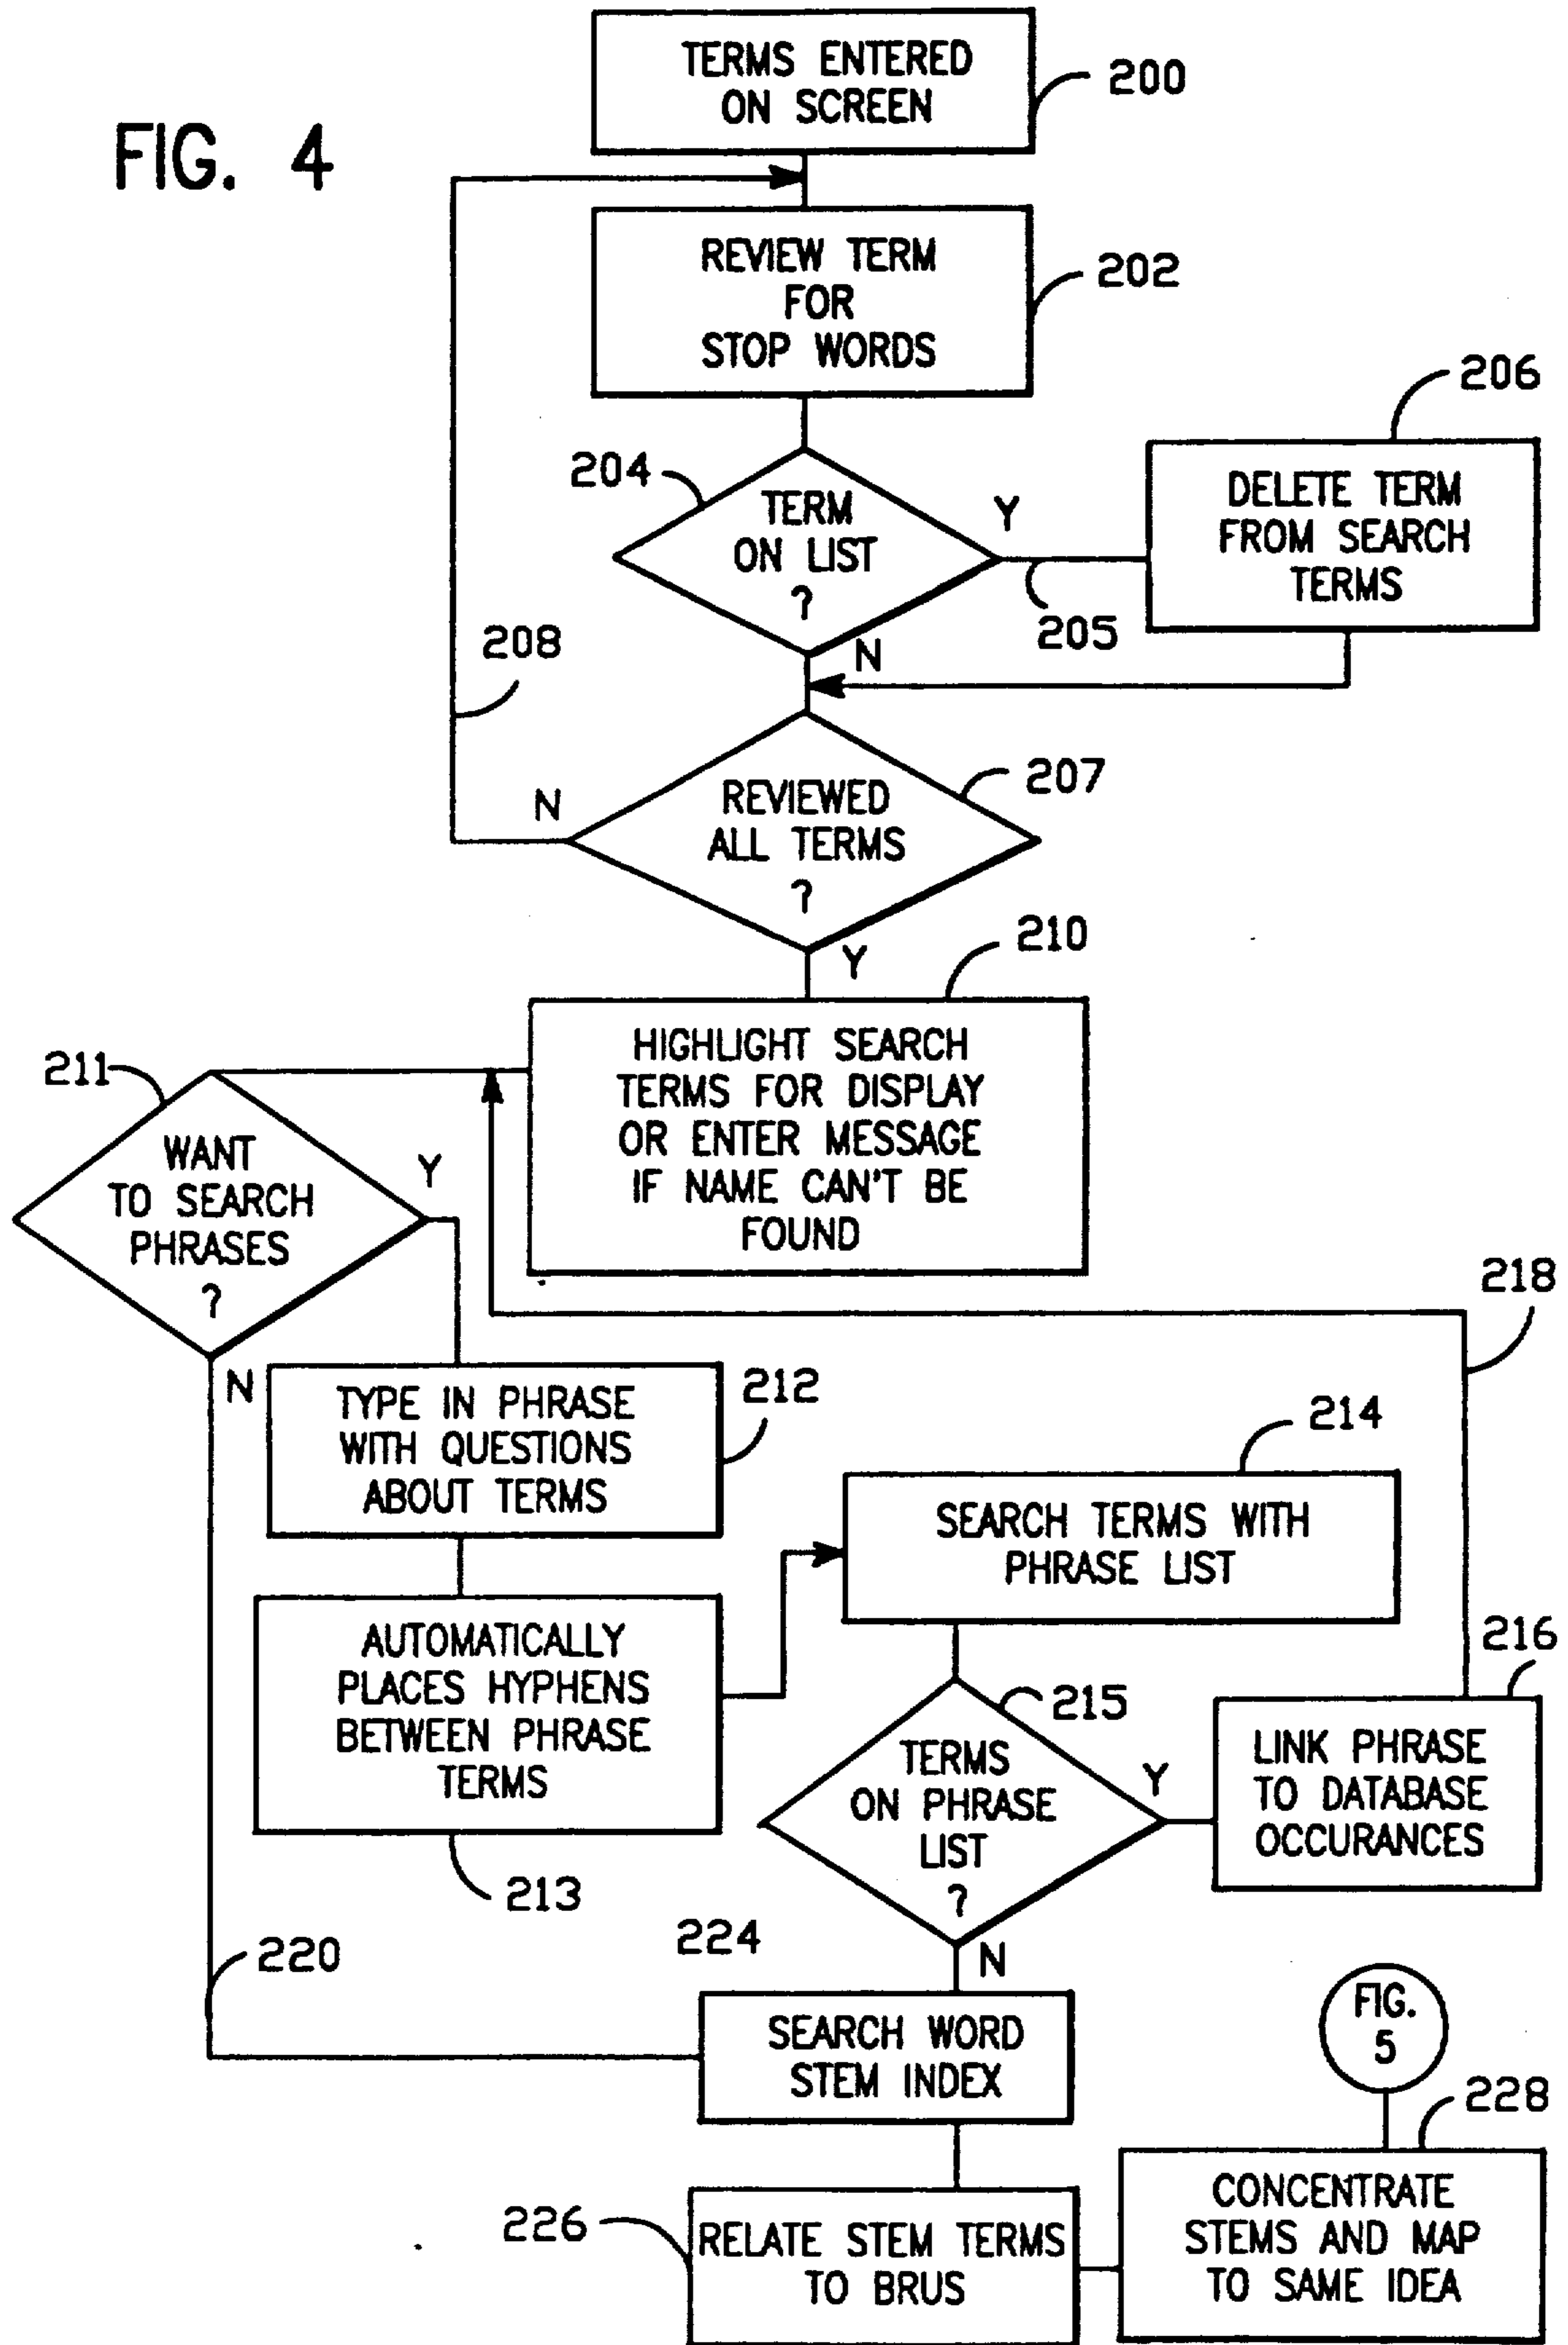 FIG. 4
TERMS ENTERED
ON SCREEN
200
REVIEW TERM
FOR
STOP WORDS
202
204
TERM
ON LIST
?
Y
205
206
DELETE TERM
FROM SEARCH
TERMS
N
208
207
REVIEWED
ALL TERMS
?
N
Y
210
HIGHLIGHT SEARCH
TERMS FOR DISPLAY
OR ENTER MESSAGE
IF NAME CAN'T BE
FOUND
211
WANT
TO SEARCH
PHRASES
?
Y
N
212
TYPE IN PHRASE
WITH QUESTIONS
ABOUT TERMS
AUTOMATICALLY
PLACES HYPHENS
BETWEEN PHRASE
TERMS
213
214
SEARCH TERMS WITH
PHRASE LIST
215
TERMS
ON PHRASE
LIST
?
Y
N
216
LINK PHRASE
TO DATABASE
OCCURANCES
218
220
224
SEARCH WORD
STEM INDEX
226
RELATE STEM TERMS
TO BRUS
228
CONCENTRATE
STEMS AND MAP
TO SAME IDEA
FIG.
5